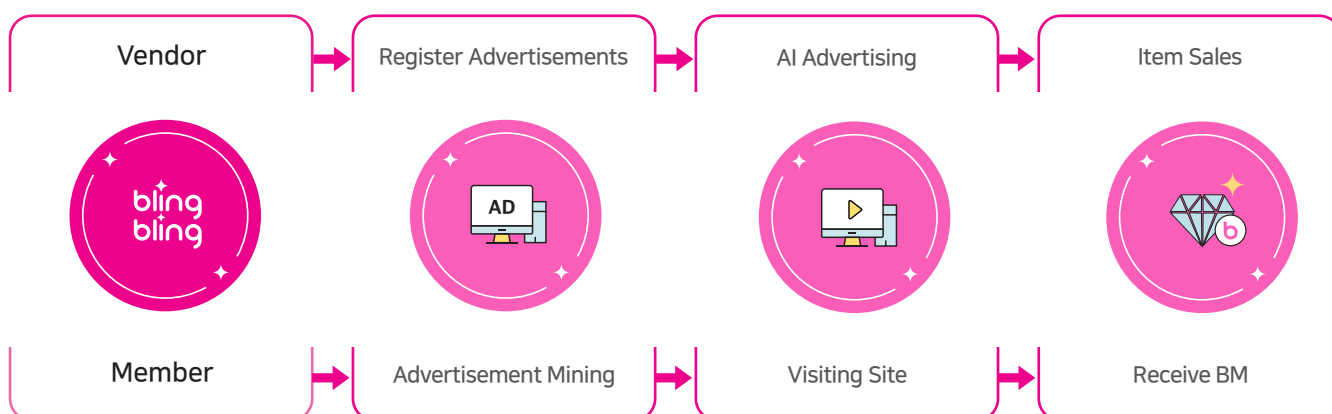 Vendor
Register Advertisements
AI Advertising
Item Sales
bling
bling
AD
b
Member
Advertisement Mining
Visiting Site
Receive BM